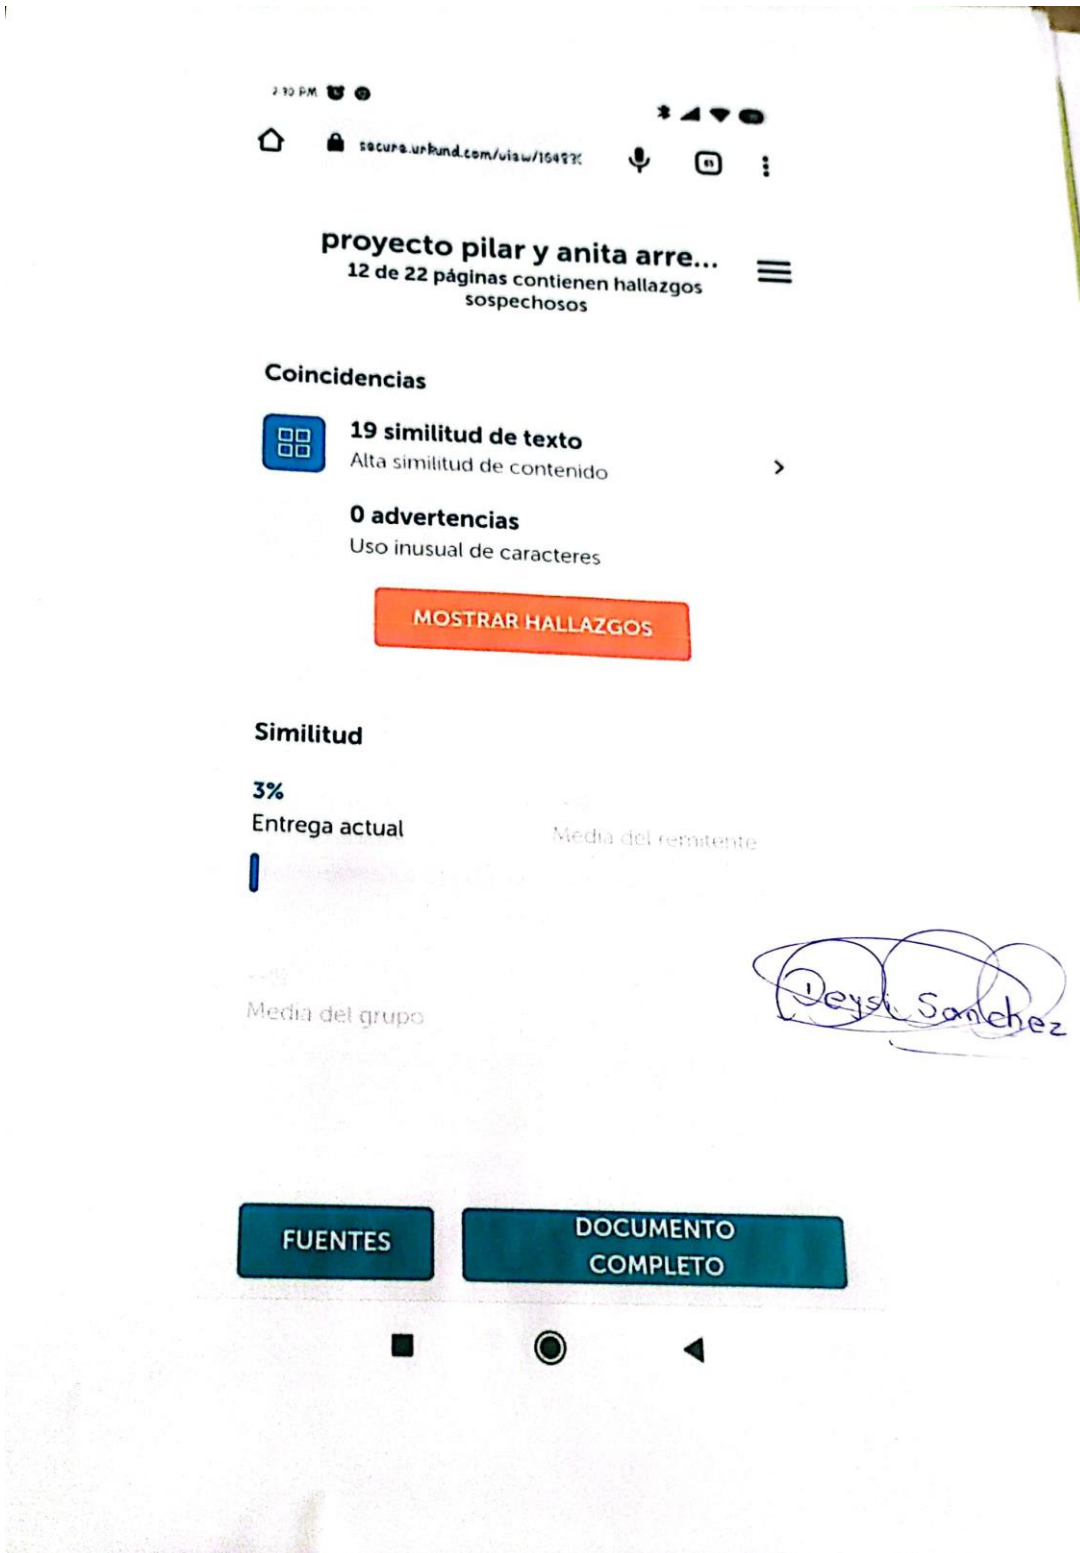 secure.urkund.com/view/16482
proyecto pilar y anita arre...
12 de 22 páginas contienen hallazgos
sospechosos
Coincidencias
19 similitud de texto
Alta similitud de contenido
0 advertencias
Uso inusual de caracteres
MOSTRAR HALLAZGOS
Similitud
3%
Entrega actual
Media del remitente
Media del grupo
Deysi Sanchez
FUENTES
DOCUMENTO
COMPLETO